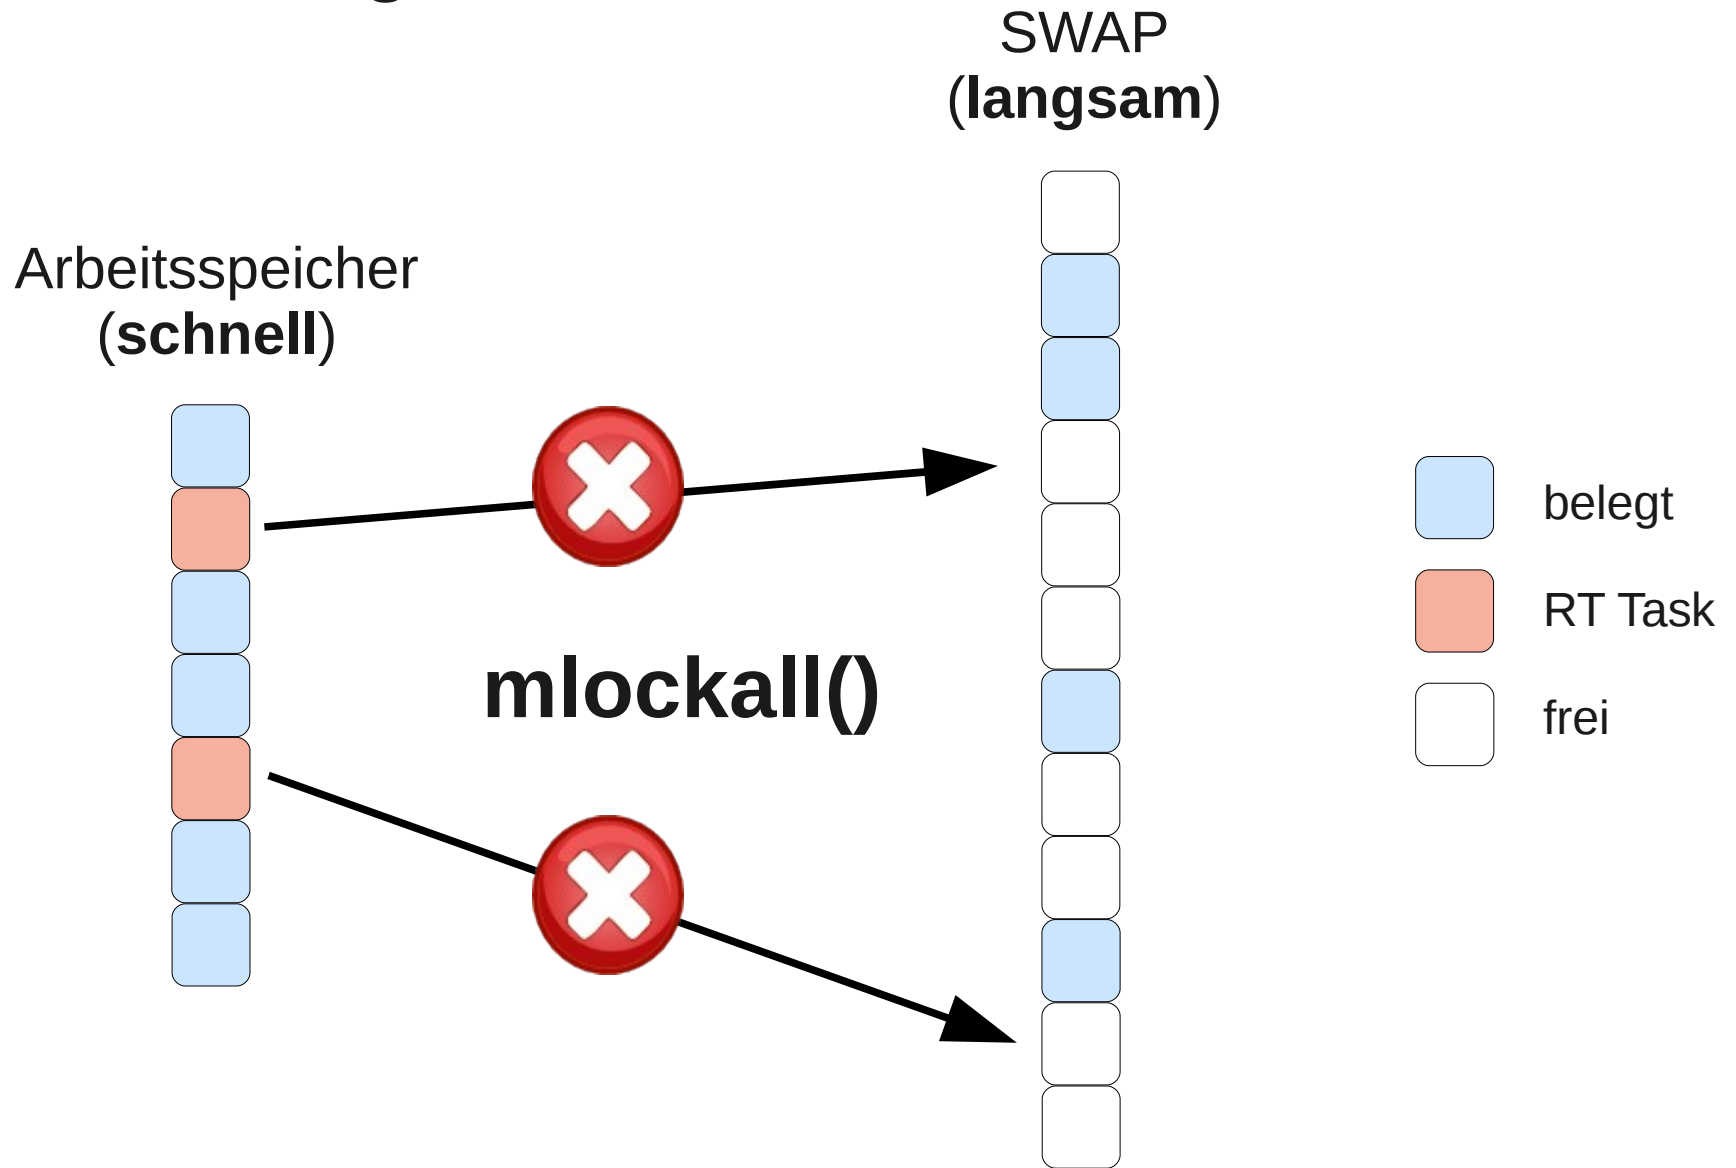 SWAP
(langsam)
Arbeitsspeicher
(schnell)
belegt
RT Task
mlockall()
frei